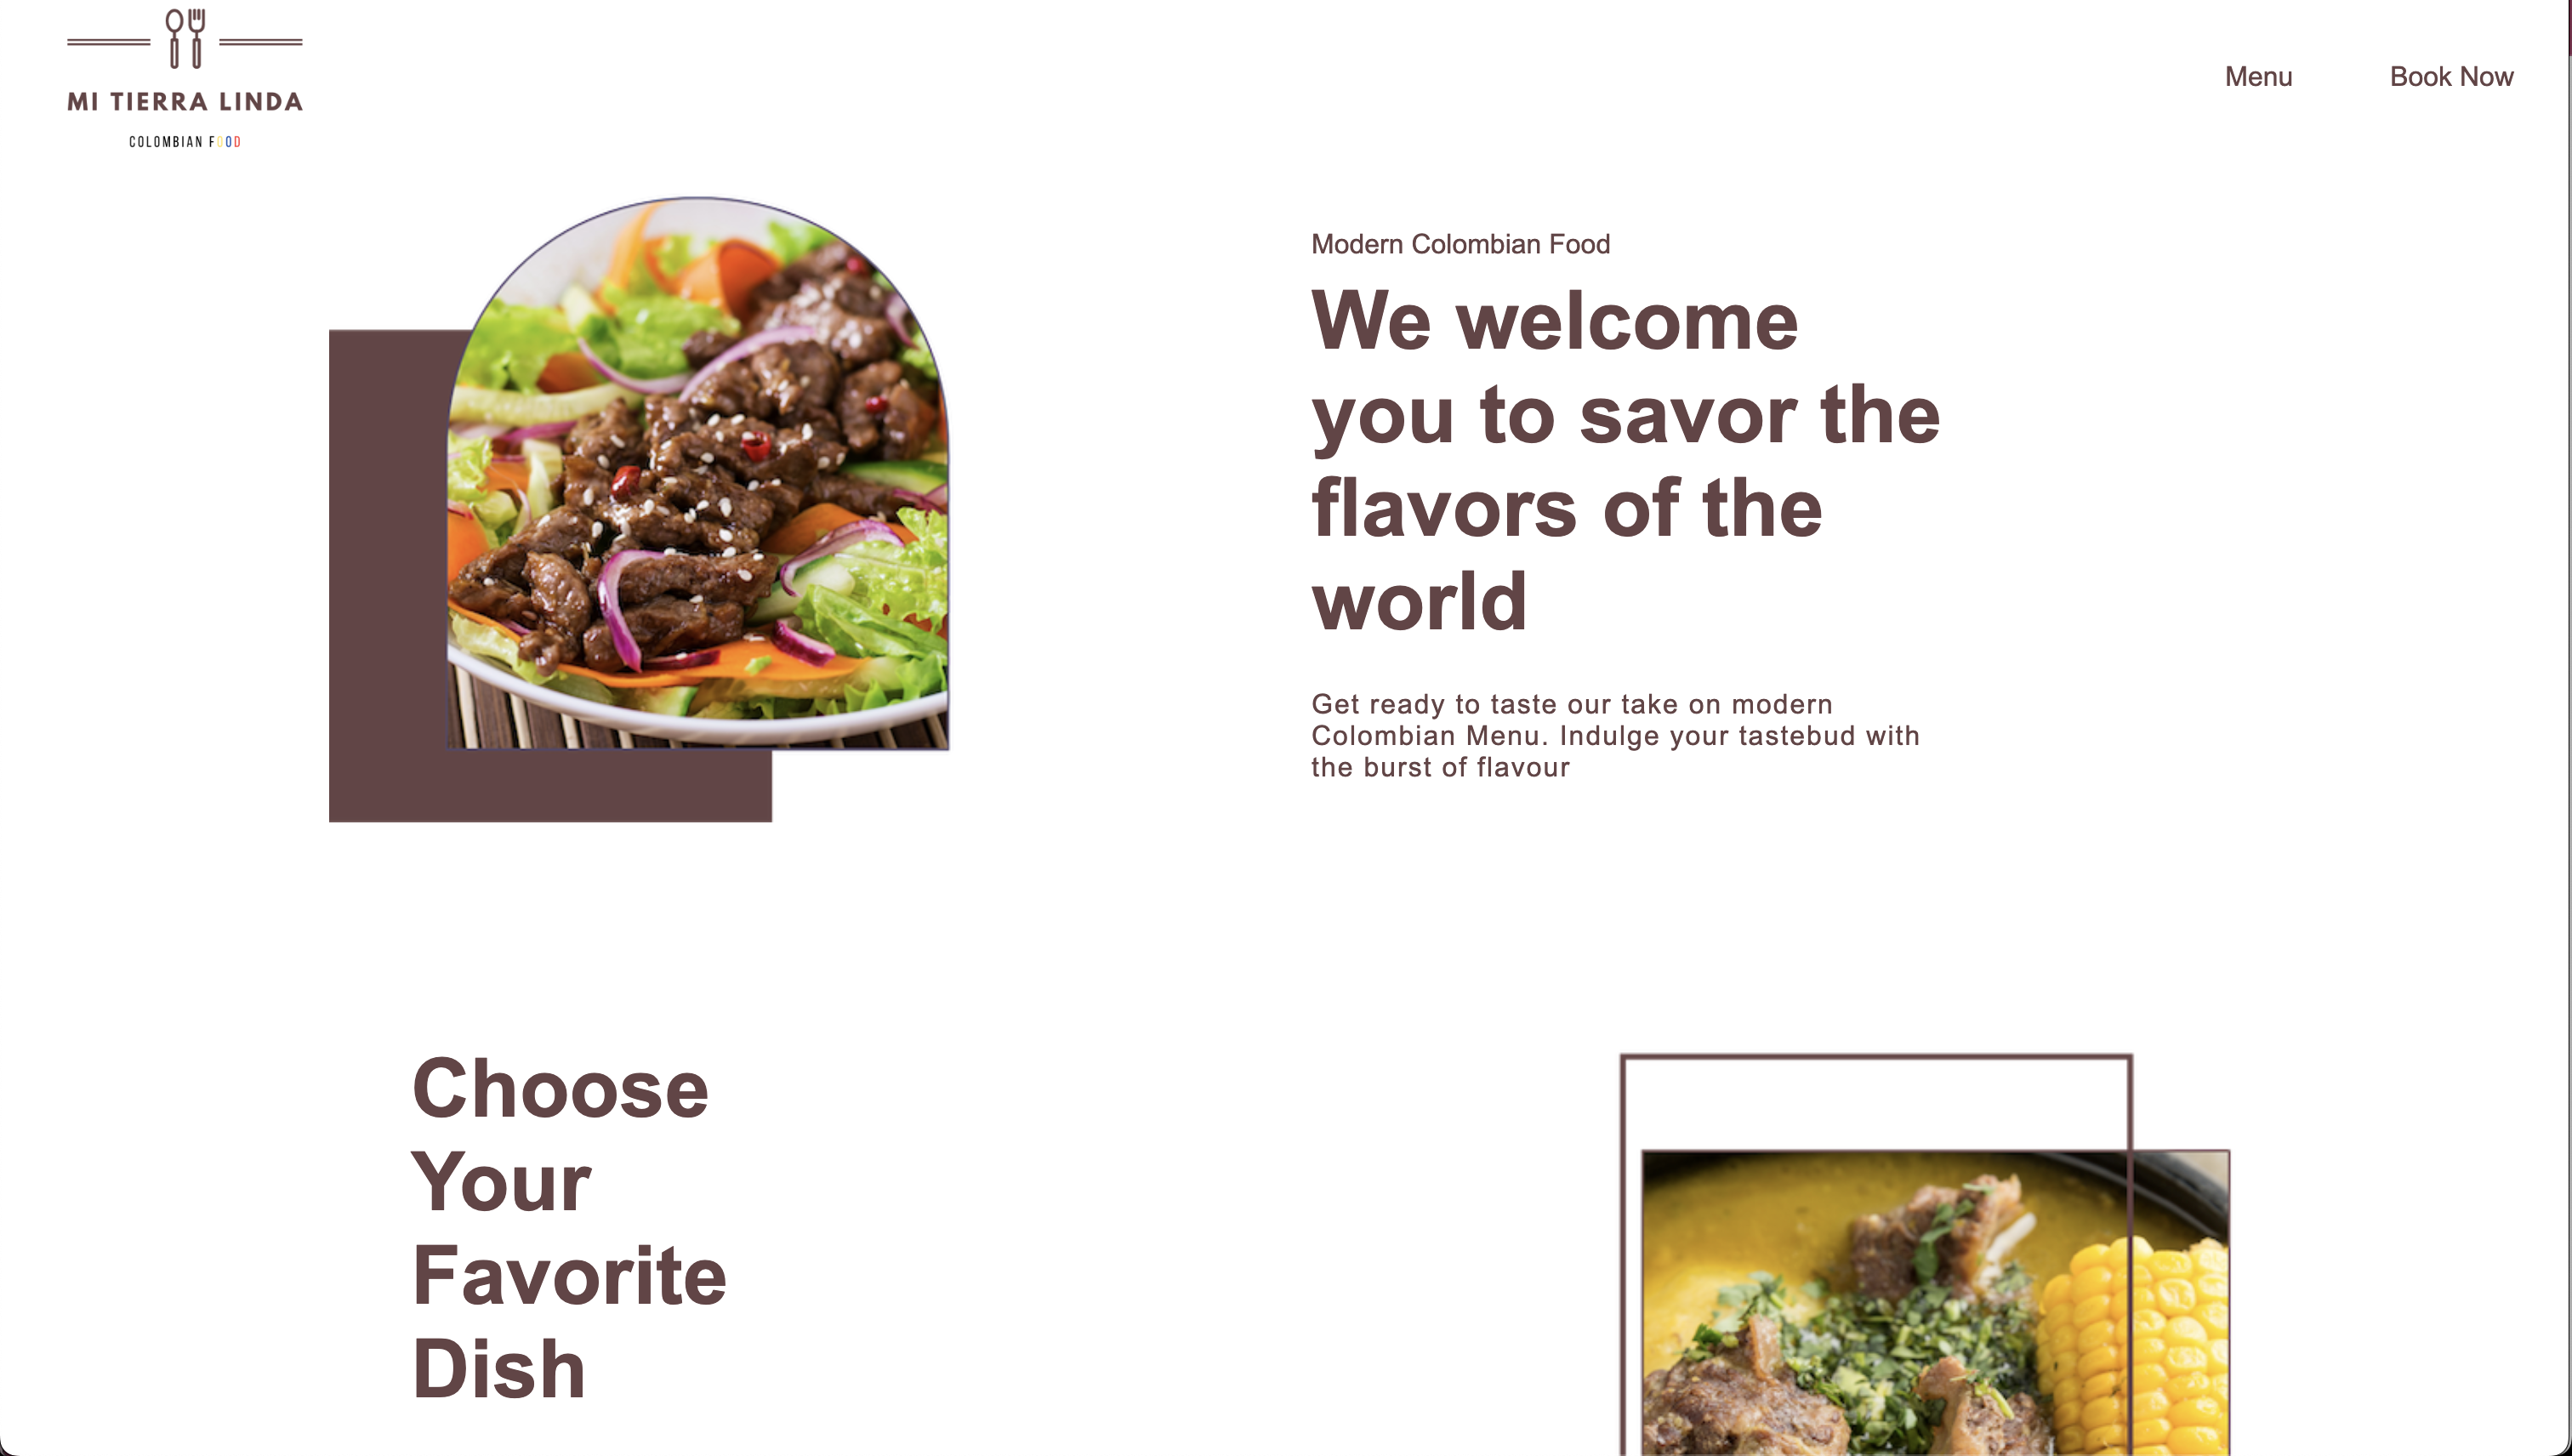 MI TIERRA LINDA
COLOMBIAN FOOD
Menu
Book Now
Modern Colombian Food
We welcome
you to savor the
flavors of the
world
Get ready to taste our take on modern
Colombian Menu. Indulge your tastebud with
the burst of flavour
Choose
Your
Favorite
Dish